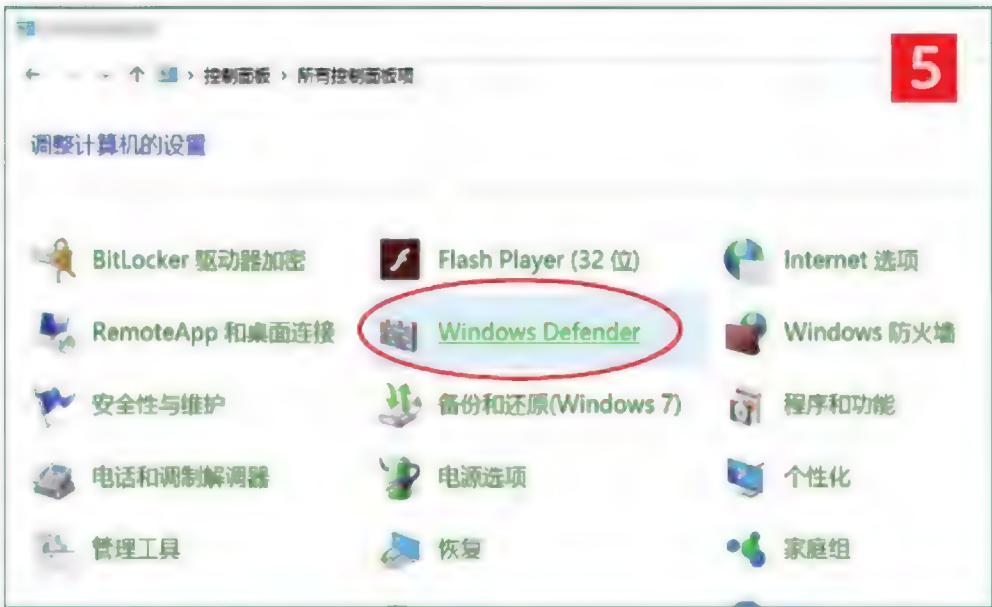 控制面板 › 所有控制面板项
5
调整计算机的设置
BitLocker 驱动器加密
Flash Player (32 位)
Internet 选项
RemoteApp 和桌面连接
Windows Defender
Windows 防火墙
安全性与维护
备份和还原(Windows 7)
程序和功能
电话和调制解调器
电源选项
个性化
管理工具
恢复
家庭组